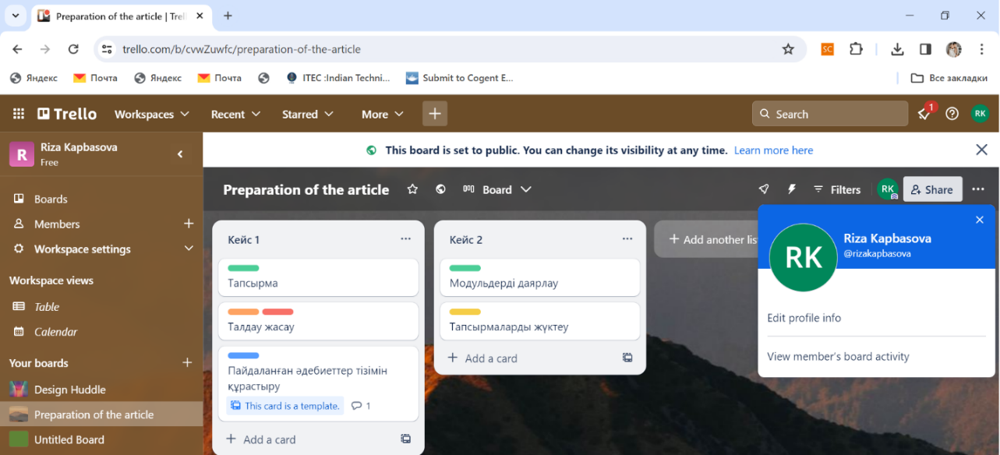 Preparation of the article | Trel
trello.com/b/cvwZuwfc/preparation-of-the-article
SC
Яндекс
Почта
Яндекс
Почта
ITEC :Indian Techni...
Submit to Cogent E...
Все закладки
Trello
Workspaces
Recent
Starred
More
Search
1
RK
R
Riza Kapbasova
Free
This board is set to public. You can change its visibility at any time. Learn more here
Preparation of the article
Board
Filters
RK
Share
Boards
Members
Workspace settings
Workspace views
Table
Calendar
Your boards
Design Huddle
Preparation of the article
Untitled Board
Кейс 1
Тапсырма
Талдау жасау
Пайдаланған әдебиеттер тізімін
құрастыру
This card is a template.
1
Add a card
Кейс 2
Модульдерді даярлау
Тапсырмаларды жүктеу
Add a card
Add another lis
RK
Riza Kapbasova
@rizakapbasova
Edit profile info
View member's board activity